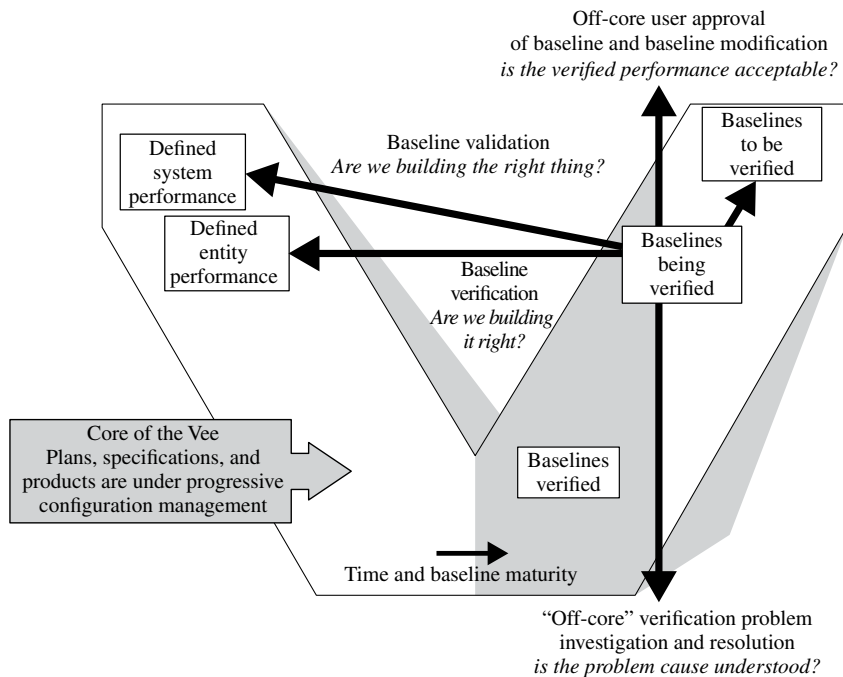 Off-core user approval
of baseline and baseline modification
is the verified performance acceptable?
Baseline validation
Are we building the right thing?
Baselines
to be
verified
Defined
system
performance
Defined
entity
performance
Baselines
being
verified
Baseline
verification
Are we building
it right?
Core of the Vee
Plans, specifications, and
products are under progressive
configuration management
Baselines
verified
Time and baseline maturity
“Off-core” verification problem
investigation and resolution
is the problem cause understood?